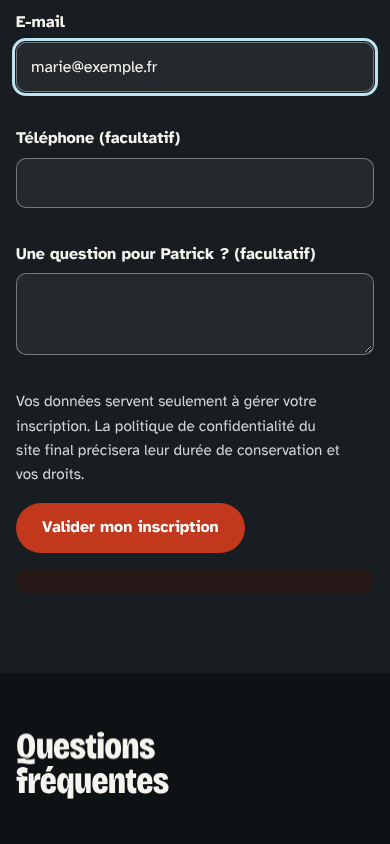 E-mail
marie@exemple.fr
Téléphone (facultatif)
Une question pour Patrick ? (facultatif)
Vos données servent seulement à gérer votre
inscription. La politique de confidentialité du
site final précisera leur durée de conservation et
vos droits.
Valider mon inscription
Questions
fréquentes